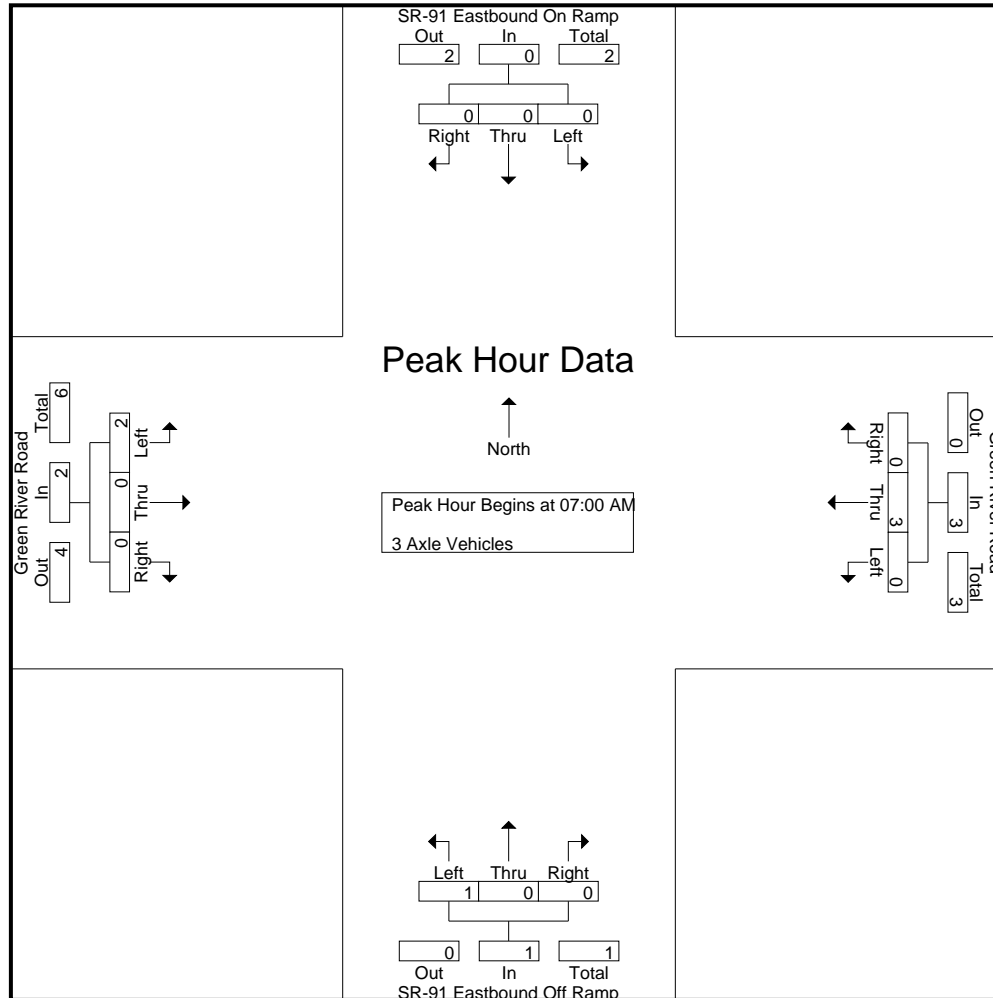 SR-91 Eastbound On Ramp
Out In Total
2 0 2
0 0 0
Right Thru Left
Peak Hour Data
North
Peak Hour Begins at 07:00 AM
3 Axle Vehicles
Green River Road
Out In Total
4 2 6
2 0 0
Left Thru Right
Out In Total
0 3 3
0 3 0
Right Thru Left
Left Thru Right
1 0 0
0 1 1
Out In Total
SR-91 Eastbound Off Ramp